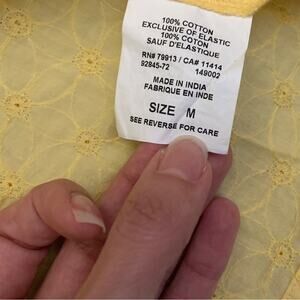 100% COTTON
EXCLUSIVE OF ELASTIC
100% COTON
SAUF D'ELASTIQUE
RN# 79913 / CA# 11414
92845-72 149002
MADE IN INDIA
FABRIQUE EN INDE
SIZE M
SEE REVERSE FOR CARE